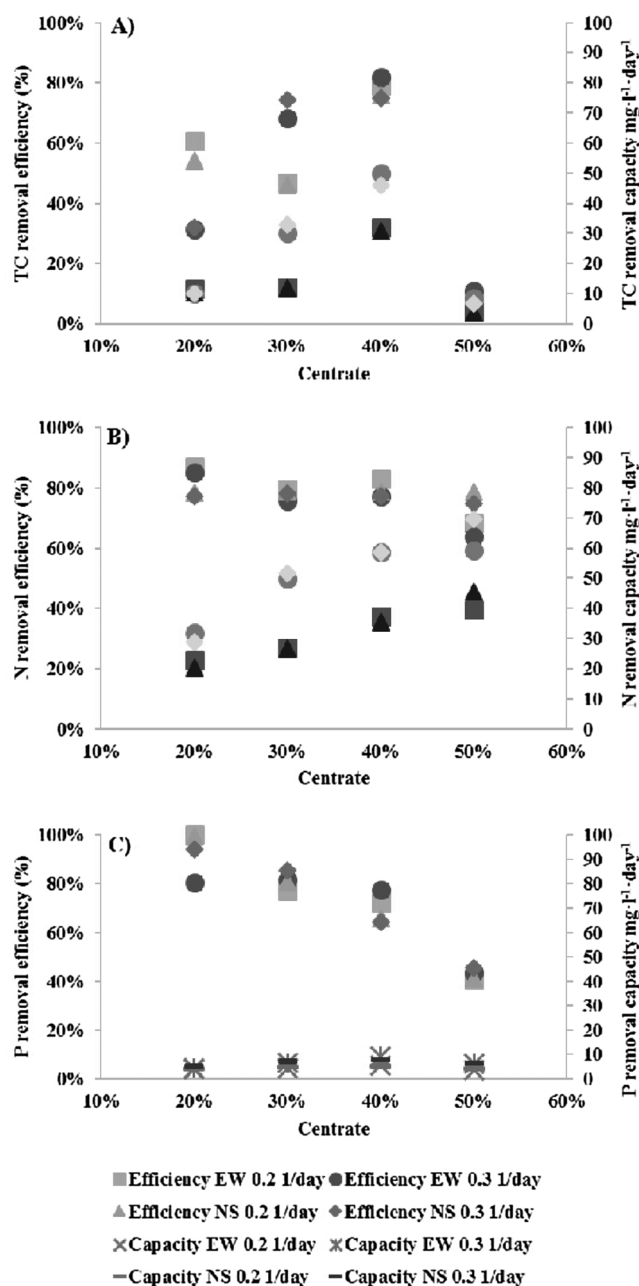 A)
100%
80%
60%
40%
20%
0%
TC removal efficiency (%)
100
90
80
70
60
50
40
30
20
10
0
TC removal capacity mg·l⁻¹·day⁻¹
10% 20% 30% 40% 50% 60%
Centrate
B)
100%
80%
60%
40%
20%
0%
N removal efficiency (%)
100
90
80
70
60
50
40
30
20
10
0
N removal capacity mg·l⁻¹·day⁻¹
10% 20% 30% 40% 50% 60%
Centrate
C)
100%
80%
60%
40%
20%
0%
P removal efficiency (%)
100
90
80
70
60
50
40
30
20
10
0
P removal capacity mg·l⁻¹·day⁻¹
10% 20% 30% 40% 50% 60%
Centrate
Efficiency EW 0.2 1/day Efficiency EW 0.3 1/day
Efficiency NS 0.2 1/day Efficiency NS 0.3 1/day
Capacity EW 0.2 1/day Capacity EW 0.3 1/day
Capacity NS 0.2 1/day Capacity NS 0.3 1/day